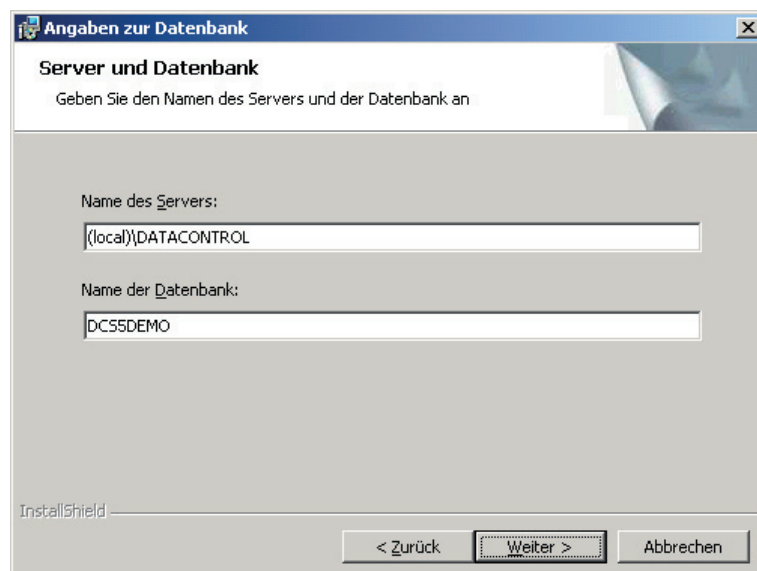 Angaben zur Datenbank
Server und Datenbank
Geben Sie den Namen des Servers und der Datenbank an
Name des Servers:
(local)\DATACONTROL
Name der Datenbank:
DCS5DEMO
InstallShield
< Zurück Weiter > Abbrechen